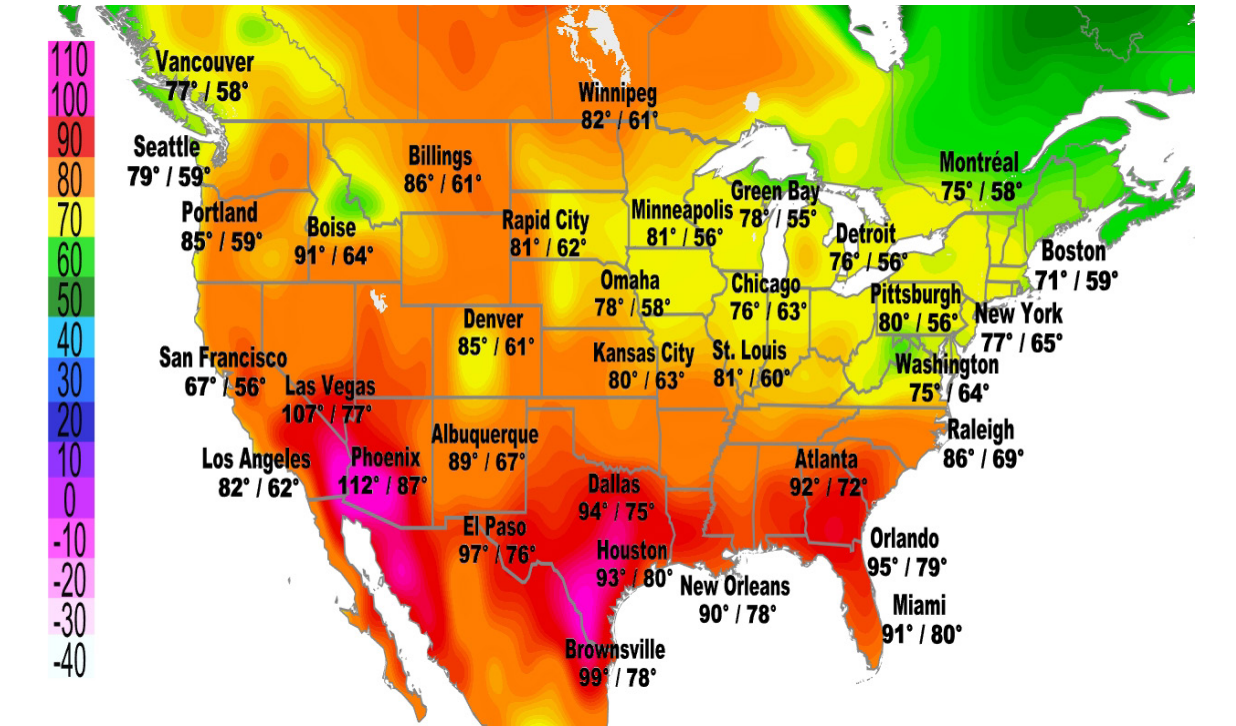 110
100
90
80
70
60
50
40
30
20
10
0
-10
-20
-30
-40
Vancouver
77° / 58°
Winnipeg
82° / 61°
Seattle
79° / 59°
Billings
86° / 61°
Montréal
75° / 58°
Green Bay
78° / 55°
Portland
85° / 59°
Boise
91° / 64°
Rapid City
81° / 62°
Minneapolis
81° / 56°
Detroit
76° / 56°
Boston
71° / 59°
Omaha
78° / 58°
Chicago
76° / 63°
Pittsburgh
80° / 56°
New York
77° / 65°
Denver
85° / 61°
San Francisco
67° / 56°
Kansas City
80° / 63°
St. Louis
81° / 60°
Washington
75° / 64°
Las Vegas
107° / 77°
Raleigh
86° / 69°
Albuquerque
89° / 67°
Los Angeles
82° / 62°
Phoenix
112° / 87°
Atlanta
92° / 72°
Dallas
94° / 75°
El Paso
97° / 76°
Houston
93° / 80°
Orlando
95° / 79°
New Orleans
90° / 78°
Miami
91° / 80°
Brownsville
99° / 78°